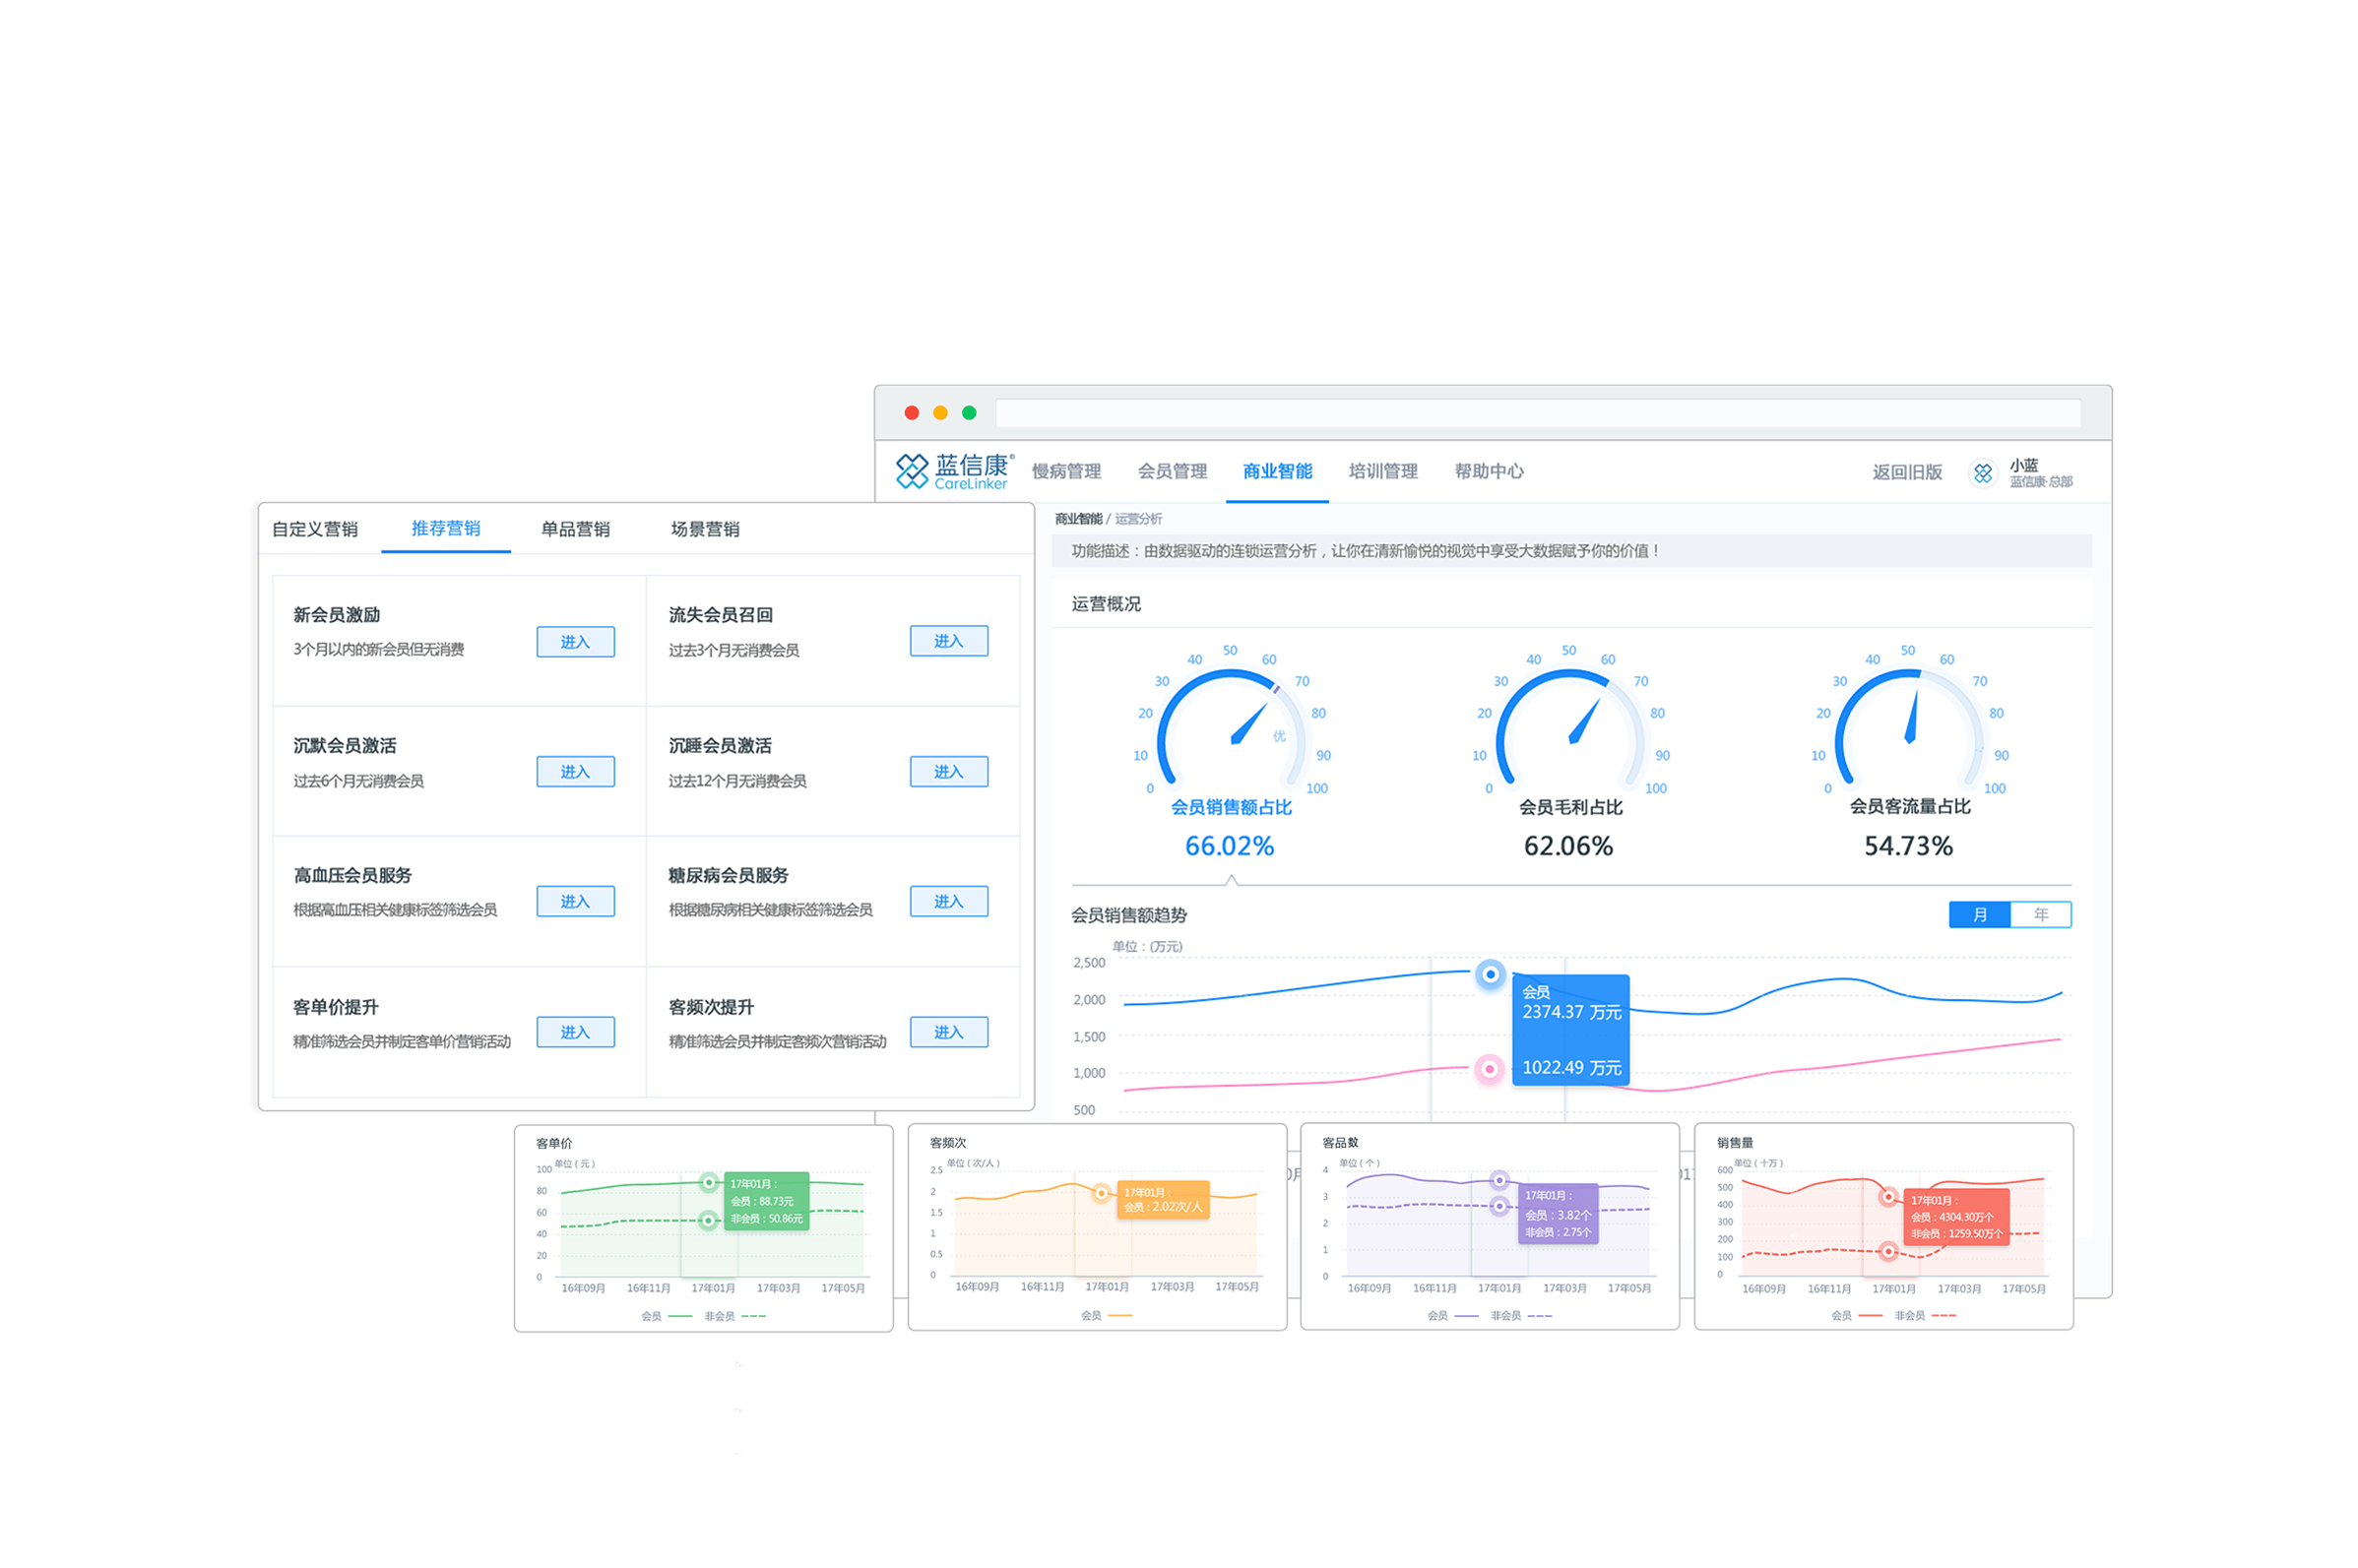 蓝信康®
CareLinker
慢病管理 会员管理 商业智能 培训管理 帮助中心
返回旧版
小蓝
蓝信康·总部
自定义营销 推荐营销 单品营销 场景营销
新会员激励
3个月以内的新会员但无消费
进入
流失会员召回
过去3个月无消费会员
进入
沉默会员激活
过去6个月无消费会员
进入
沉睡会员激活
过去12个月无消费会员
进入
高血压会员服务
根据高血压相关健康标签筛选会员
进入
糖尿病会员服务
根据糖尿病相关健康标签筛选会员
进入
客单价提升
精准筛选会员并制定客单价营销活动
进入
客频次提升
精准筛选会员并制定客频次营销活动
进入
商业智能 / 运营分析
功能描述：由数据驱动的连锁运营分析，让你在清新愉悦的视觉中享受大数据赋予你的价值！
运营概况
0 10 20 30 40 50 60 70 80 90 100
优
会员销售额占比
66.02%
0 10 20 30 40 50 60 70 80 90 100
会员毛利占比
62.06%
0 10 20 30 40 50 60 70 80 90 100
会员客流量占比
54.73%
会员销售额趋势
月 年
单位：(万元)
2,500
2,000
1,500
1,000
500
会员
2374.37 万元
1022.49 万元
客单价
单位（元）
100
80
60
40
20
0
17年01月：
会员：88.73元
非会员：50.86元
16年09月 16年11月 17年01月 17年03月 17年05月
会员 非会员
客频次
单位（次/人）
2.5
2
1.5
1
0.5
0
17年01月：
会员：2.02次/人
16年09月 16年11月 17年01月 17年03月 17年05月
会员
客品数
单位（个）
4
3
2
1
0
17年01月：
会员：3.82个
非会员：2.75个
16年09月 16年11月 17年01月 17年03月 17年05月
会员 非会员
销售量
单位（十万）
600
500
400
300
200
100
0
17年01月：
会员：4304.30万个
非会员：1259.50万个
16年09月 16年11月 17年01月 17年03月 17年05月
会员 非会员